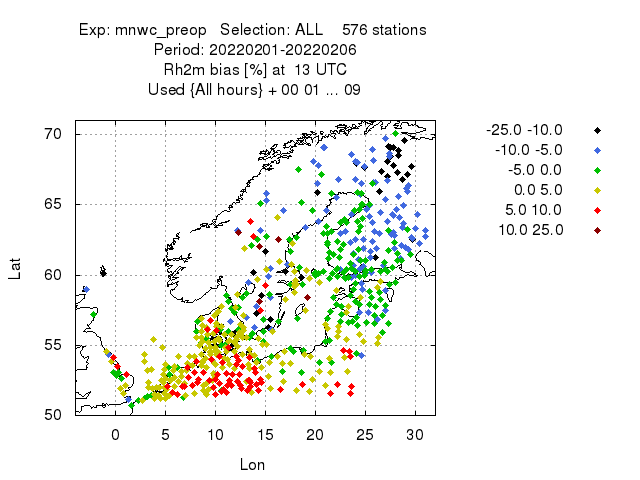 Exp: mnwc_preop   Selection: ALL    576 stations
Period: 20220201-20220206
Rh2m bias [%] at  13 UTC
Used {All hours} + 00 01 ... 09
-25.0 -10.0
-10.0 -5.0
-5.0 0.0
0.0 5.0
5.0 10.0
10.0 25.0
70
65
60
55
50
Lat
0 5 10 15 20 25 30
Lon